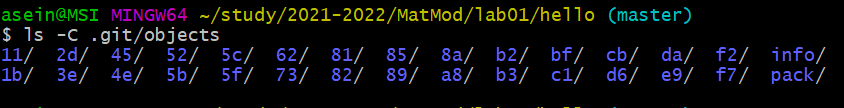 asein@MSI MINGW64 ~/study/2021-2022/MatMod/lab01/hello (master)
$ ls -C .git/objects
11/  2d/  45/  52/  5c/  62/  81/  85/  8a/  b2/  bf/  cb/  da/  f2/  info/
1b/  3e/  4e/  5b/  5f/  73/  82/  89/  a8/  b3/  c1/  d6/  e9/  f7/  pack/